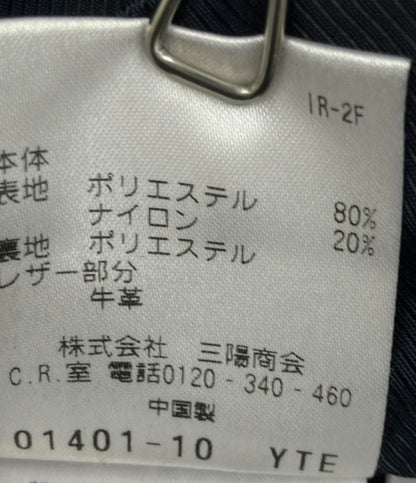 IR-2F
本体
表地 ポリエステル 80%
ナイロン 20%
裏地 ポリエステル
レザー部分
牛革
株式会社 三陽商会
C.R.室 電話0120-340-460
中国製
01401-10 YTE